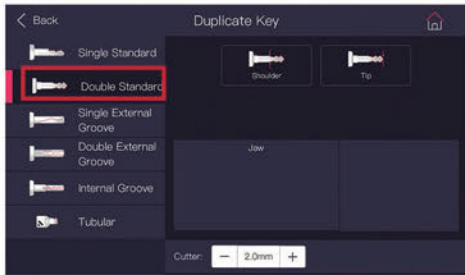 Back
Duplicate Key
Single Standard
Double Standard
Single External
Groove
Double External
Groove
Internal Groove
Tubular
Shoulder
Tip
Jaw
Cutter: − 2.0mm +